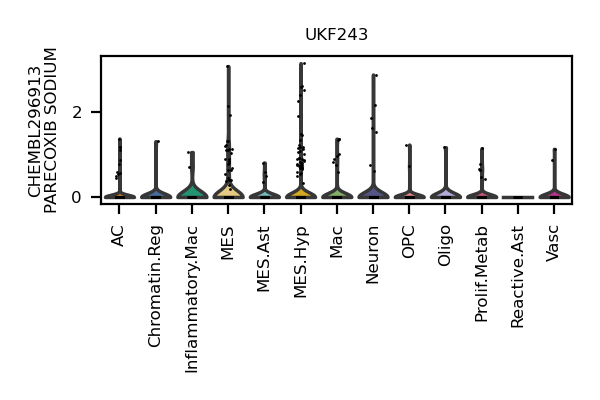 UKF243
CHEMBL296913
PARECOXIB SODIUM
2
0
AC
Chromatin.Reg
Inflammatory.Mac
MES
MES.Ast
MES.Hyp
Mac
Neuron
OPC
Oligo
Prolif.Metab
Reactive.Ast
Vasc